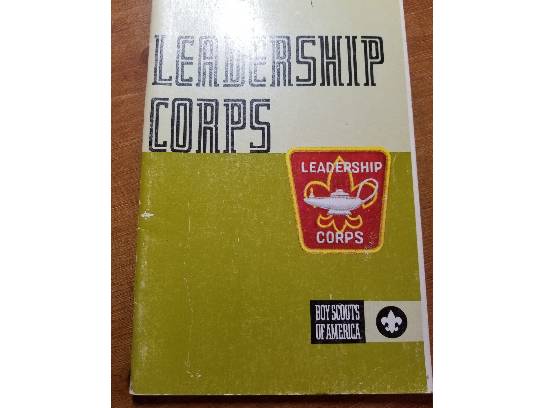 LEADERSHIP
CORPS
LEADERSHIP
CORPS
BOY SCOUTS
OF AMERICA